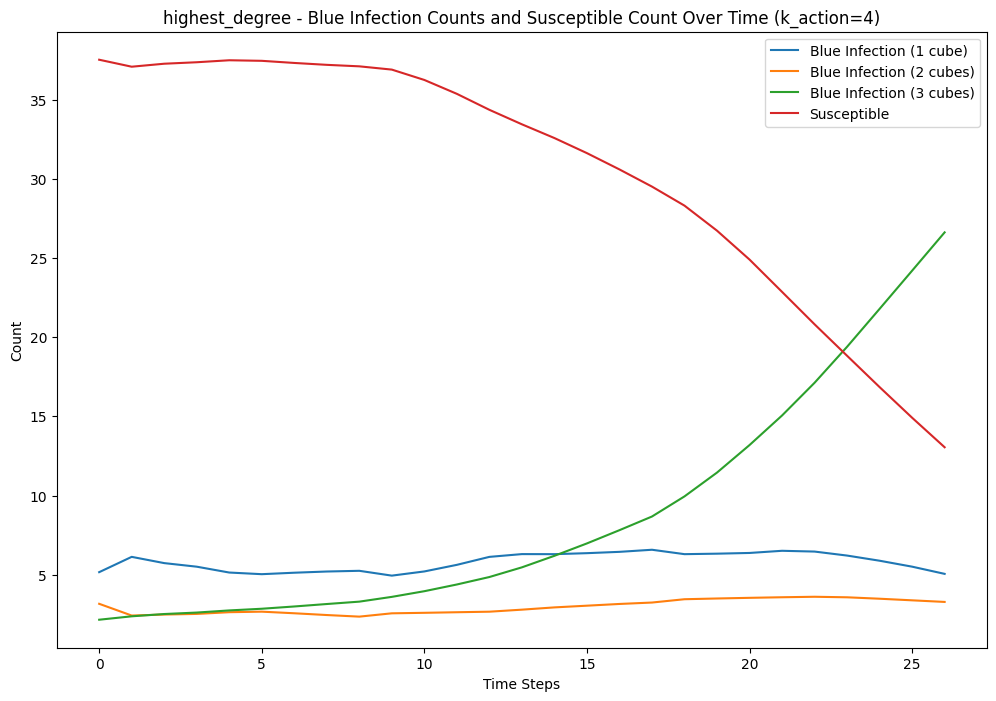 highest_degree - Blue Infection Counts and Susceptible Count Over Time (k_action=4)
Blue Infection (1 cube)
Blue Infection (2 cubes)
Blue Infection (3 cubes)
Susceptible
Count
35
30
25
20
15
10
5
0
5
10
15
20
25
Time Steps